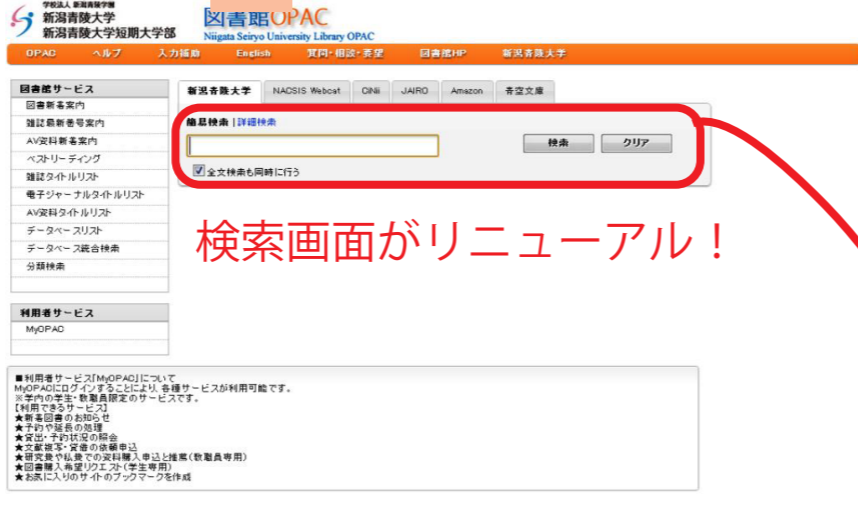 学校法人 新潟青陵学園
新潟青陵大学
新潟青陵大学短期大学部
図書館OPAC
Niigata Seiryo University Library OPAC
OPAC ヘルプ 入力補助 English 質問・相談・要望 図書館HP 新潟青陵大学
図書館サービス
図書新着案内
雑誌最新巻号案内
AV資料新着案内
ベストリーディング
雑誌タイトルリスト
電子ジャーナルタイトルリスト
AV資料タイトルリスト
データベースリスト
データベース統合検索
分類検索
利用者サービス
MyOPAC
新潟青陵大学 NACSIS Webcat CiNii JAIRO Amazon 青空文庫
簡易検索 | 詳細検索
検索 クリア
全文検索も同時に行う
検索画面がリニューアル！
■利用者サービス「MyOPAC」について
MyOPACにログインすることにより、各種サービスが利用可能です。
※学内の学生・教職員限定のサービスです。
【利用できるサービス】
★新着図書のお知らせ
★予約や延長の処理
★貸出・予約状況の照会
★文献複写・貸借の依頼申込
★研究費や私費での資料購入申込と推薦(教職員専用)
★図書購入希望リクエスト(学生専用)
★お気に入りのサイトのブックマークを作成